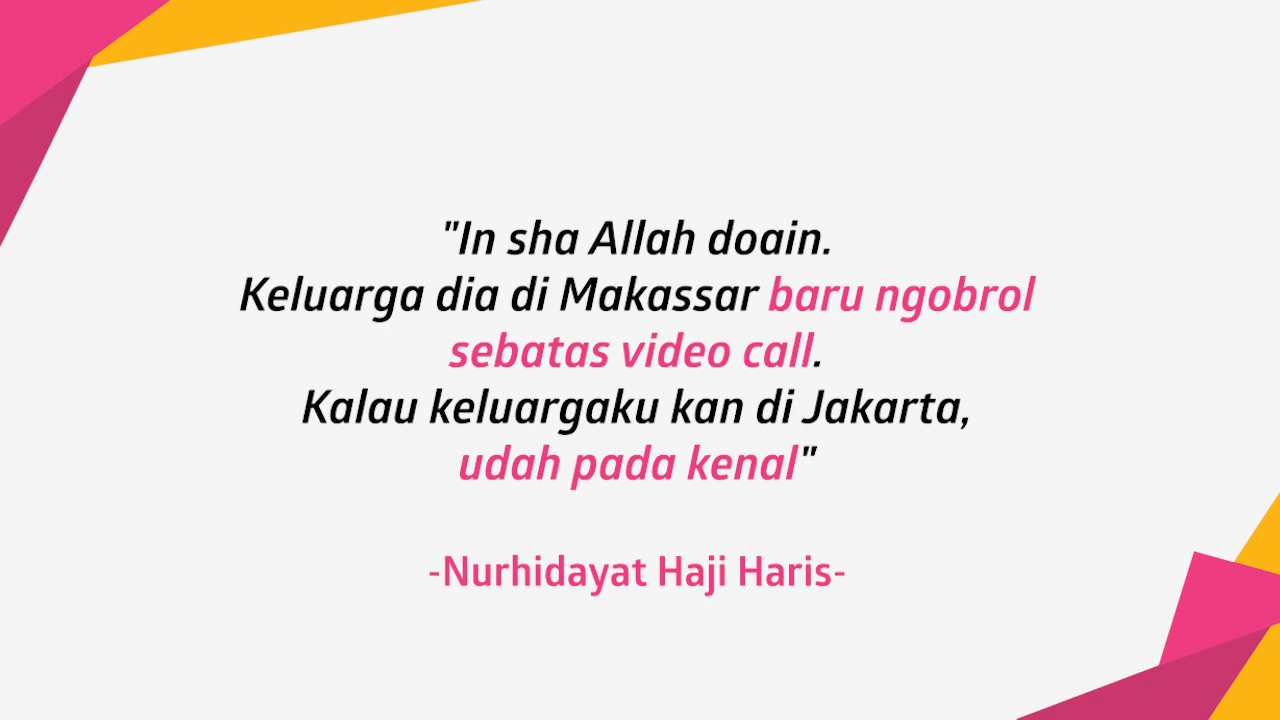 "In sha Allah doain.
Keluarga dia di Makassar baru ngobrol
sebatas video call.
Kalau keluargaku kan di Jakarta,
udah pada kenal"
-Nurhidayat Haji Haris-